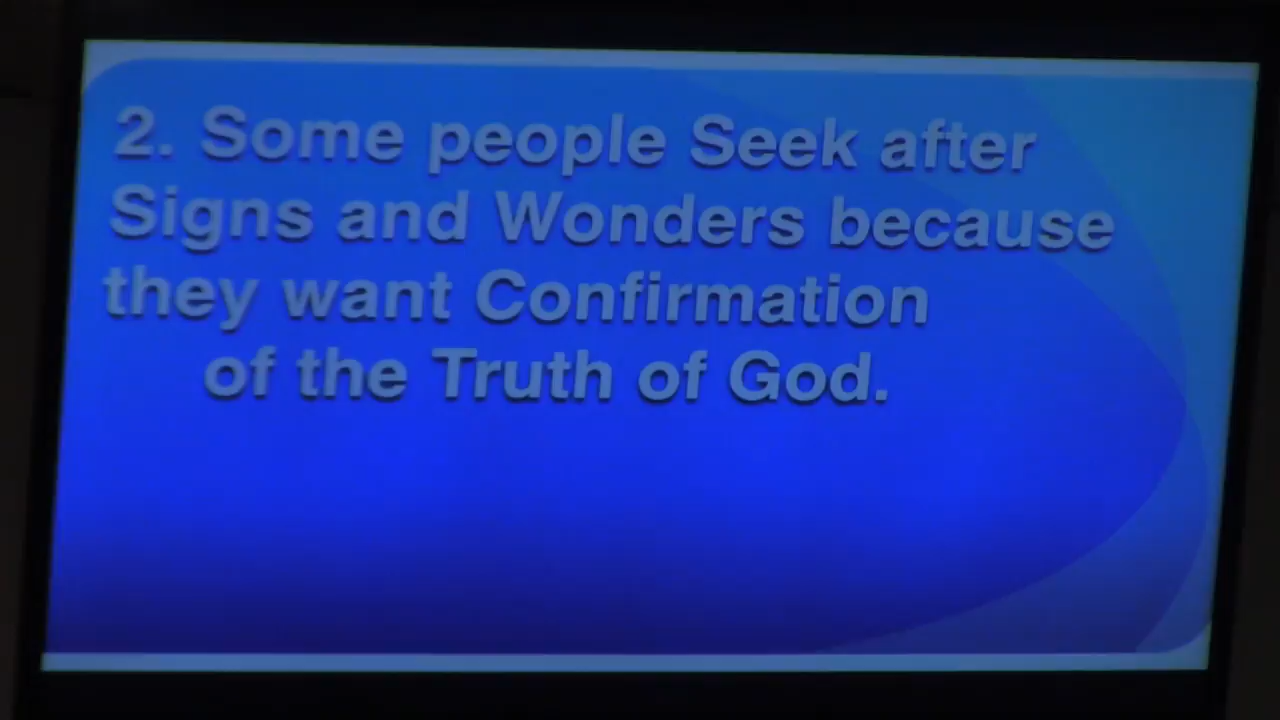 2. Some people Seek after
Signs and Wonders because
they want Confirmation
of the Truth of God.